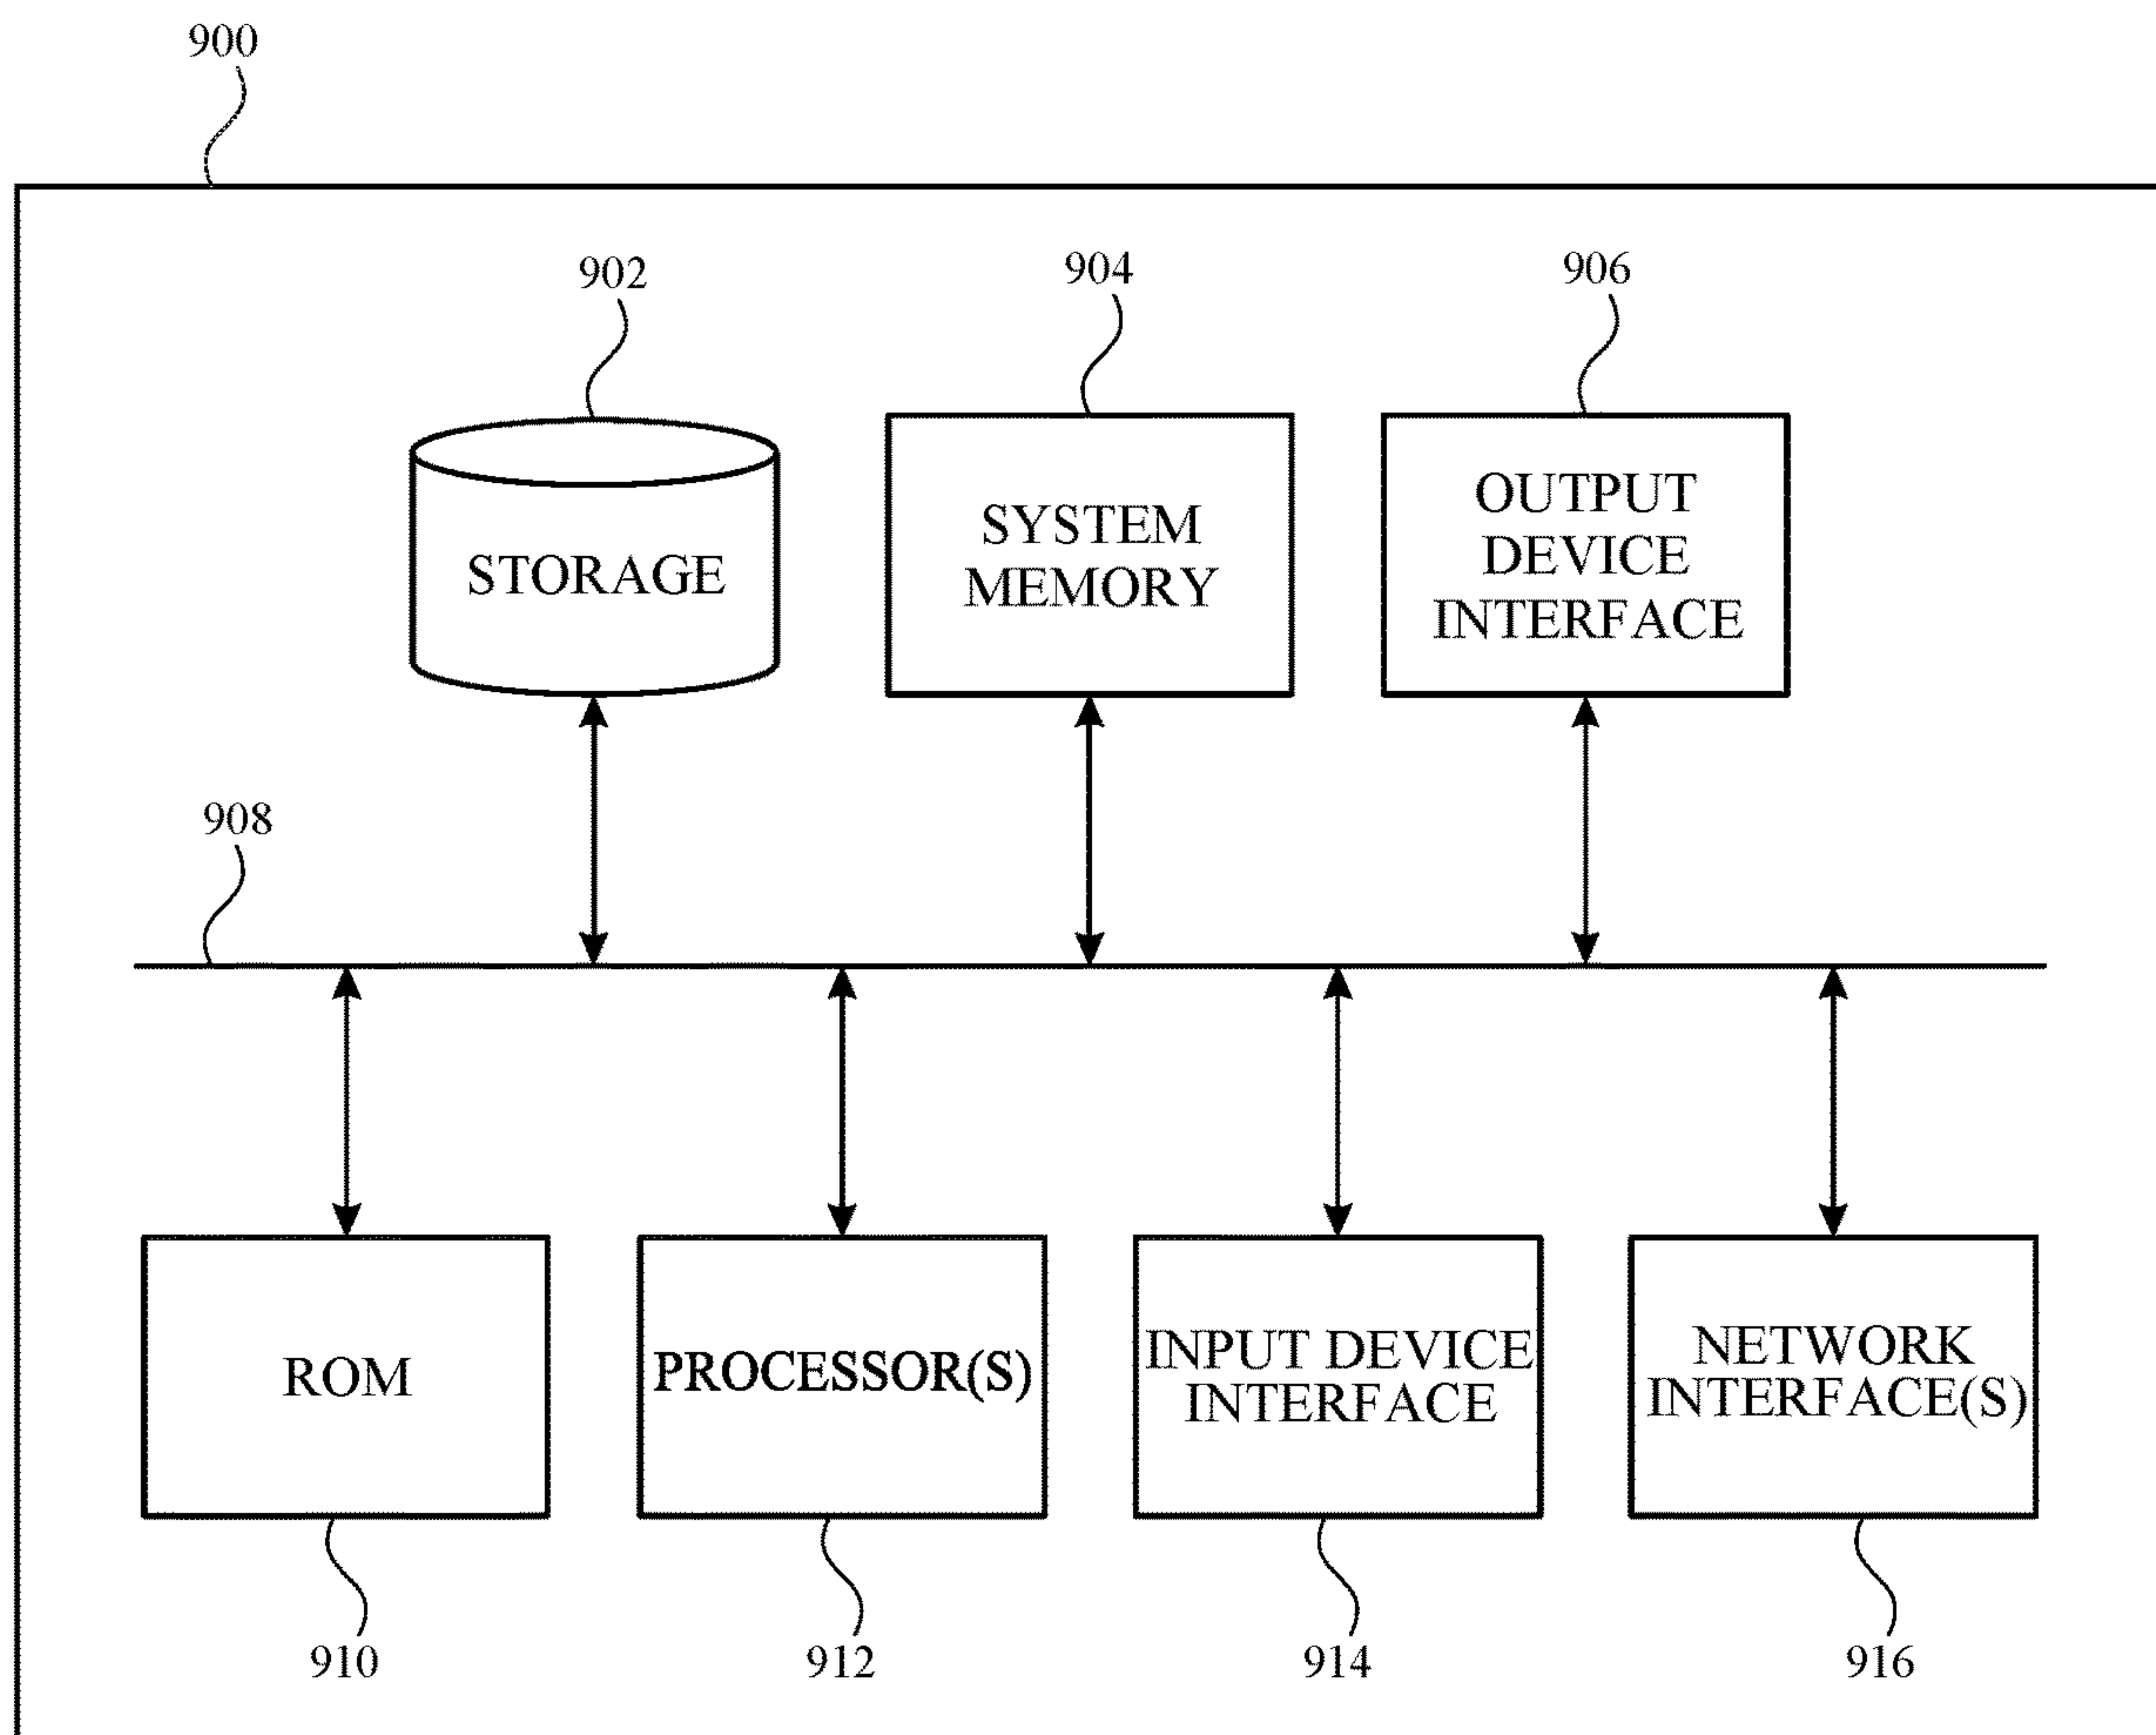 900
902
904
906
STORAGE
SYSTEM
MEMORY
OUTPUT
DEVICE
INTERFACE
908
ROM
PROCESSOR(S)
INPUT DEVICE
INTERFACE
NETWORK
INTERFACE(S)
910
912
914
916